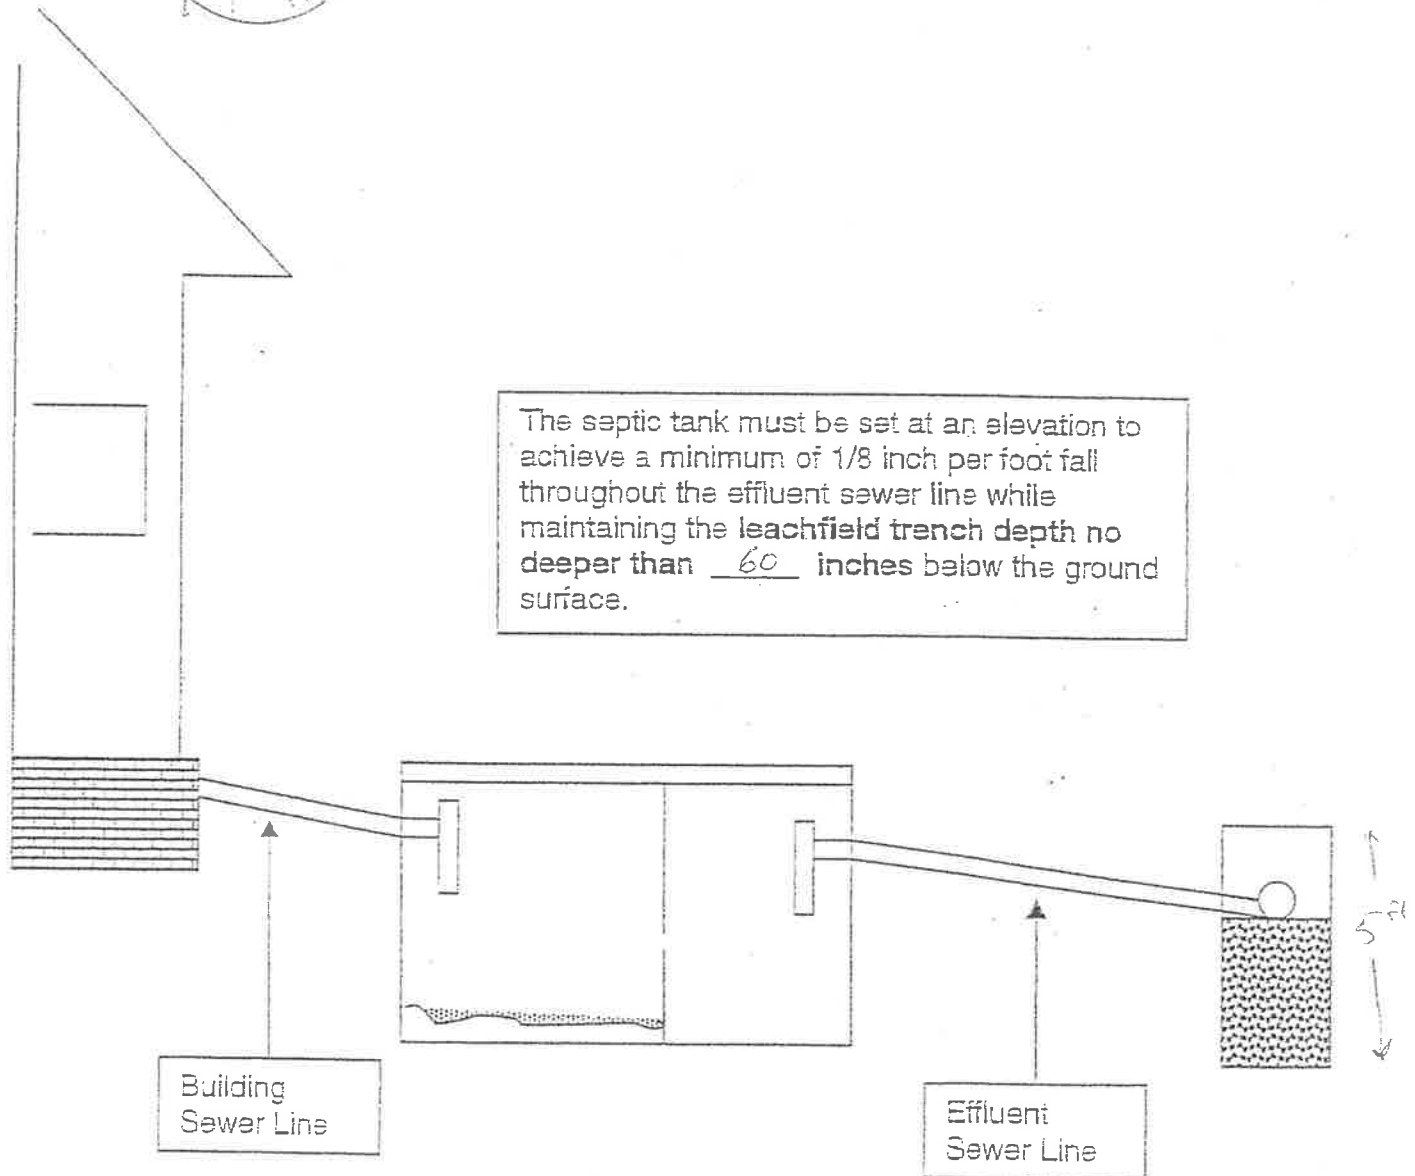 The septic tank must be set at an elevation to
achieve a minimum of 1/8 inch per foot fall
throughout the effluent sewer line while
maintaining the leachfield trench depth no
deeper than 60 inches below the ground
surface.
5 ft
Building
Sewer Line
Effluent
Sewer Line